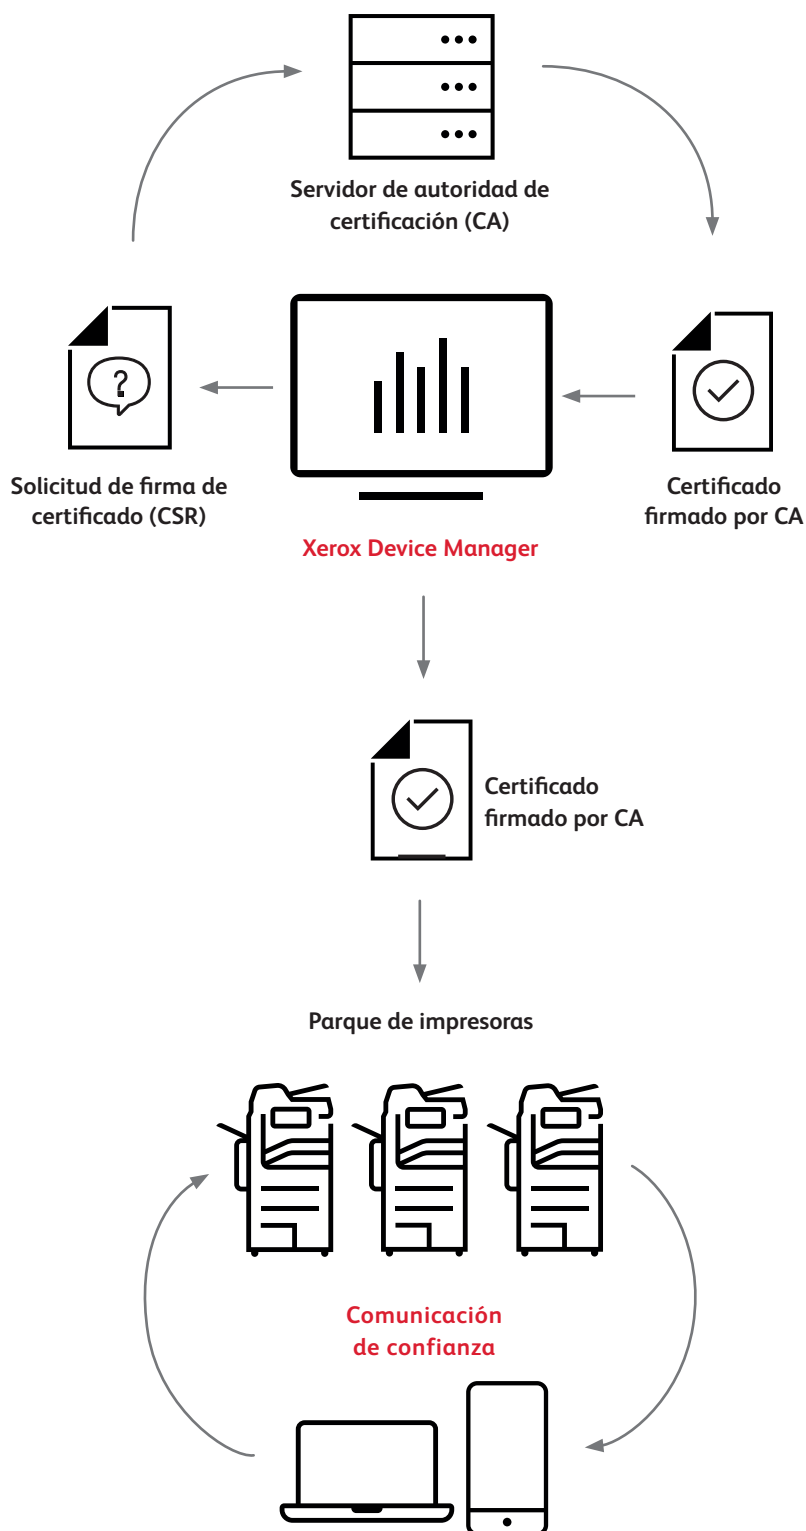 Servidor de autoridad de
certificación (CA)
?
Solicitud de firma de
certificado (CSR)
Certificado
firmado por CA
Xerox Device Manager
Certificado
firmado por CA
Parque de impresoras
Comunicación
de confianza